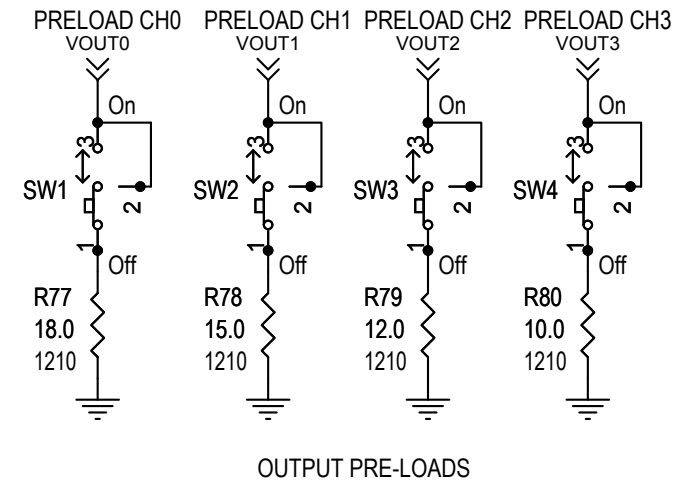 PRELOAD CH0 PRELOAD CH1 PRELOAD CH2 PRELOAD CH3
VOUT0 VOUT1 VOUT2 VOUT3
On On On On
3 3 3 3
SW1 SW2 SW3 SW4
2 2 2 2
1 1 1 1
Off Off Off Off
R77 R78 R79 R80
18.0 15.0 12.0 10.0
1210 1210 1210 1210
OUTPUT PRE-LOADS